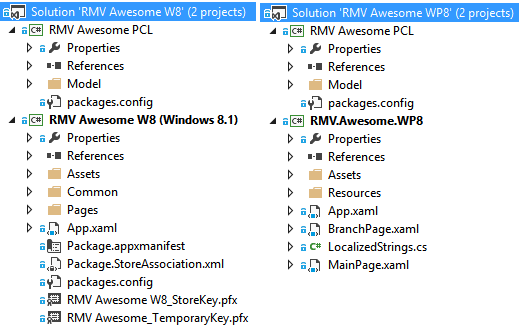 Solution 'RMV Awesome W8' (2 projects)
C# RMV Awesome PCL
Properties
References
Model
packages.config
C# RMV Awesome W8 (Windows 8.1)
Properties
References
Assets
Common
Pages
App.xaml
Package.appxmanifest
Package.StoreAssociation.xml
packages.config
RMV Awesome W8_StoreKey.pfx
RMV Awesome_TemporaryKey.pfx
Solution 'RMV Awesome WP8' (2 projects)
C# RMV Awesome PCL
Properties
References
Model
packages.config
C# RMV.Awesome.WP8
Properties
References
Assets
Resources
App.xaml
BranchPage.xaml
C# LocalizedStrings.cs
MainPage.xaml